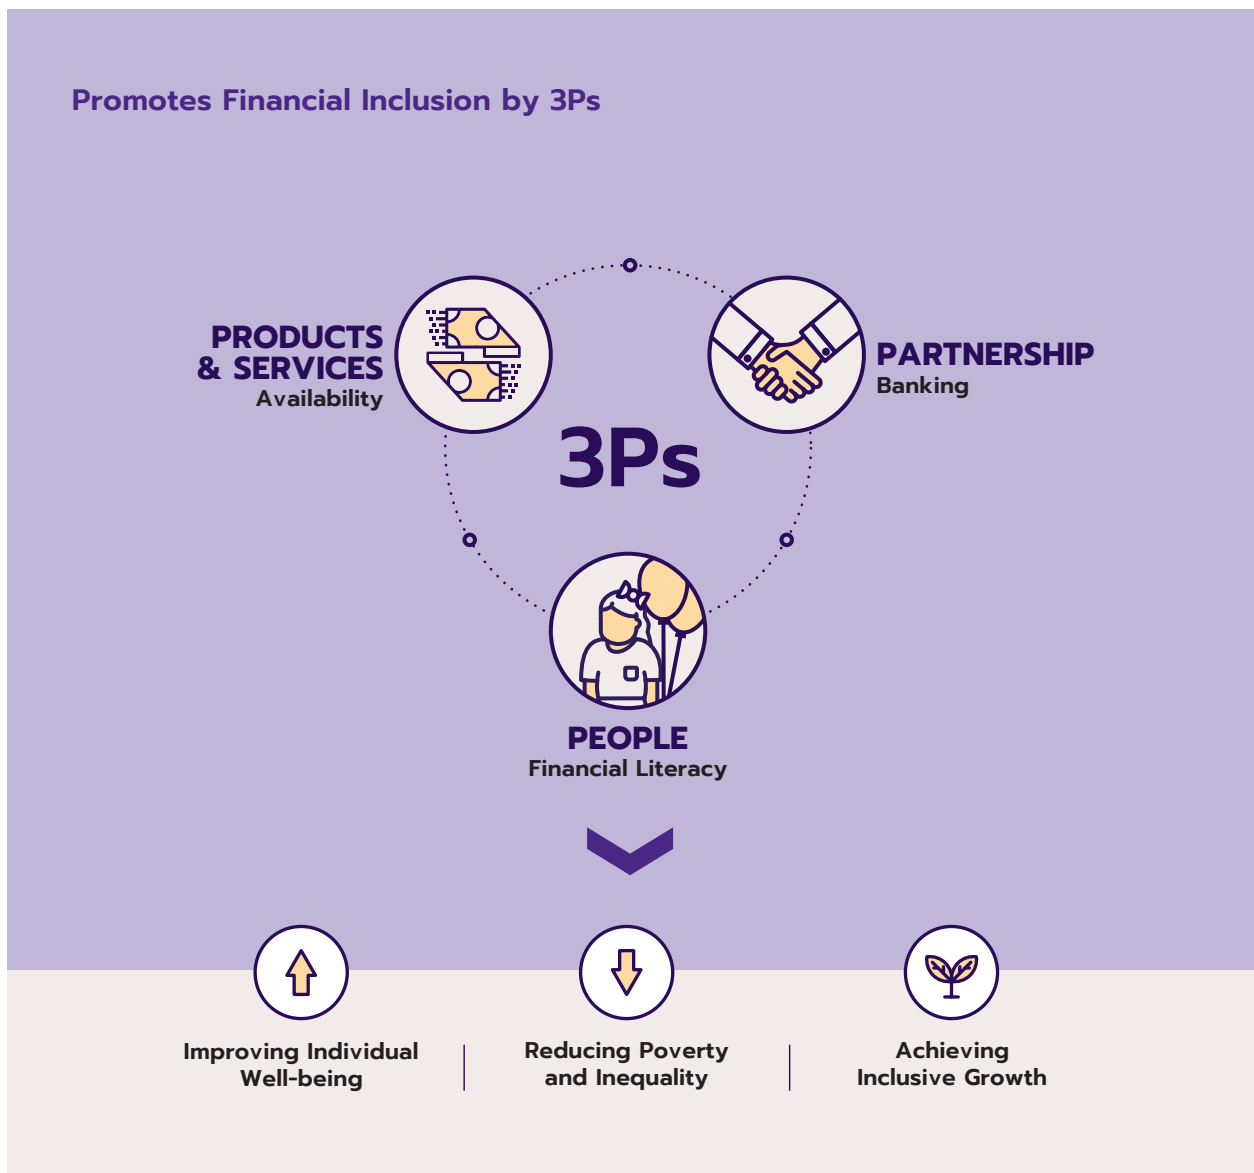 Promotes Financial Inclusion by 3Ps
PRODUCTS
& SERVICES
Availability
PARTNERSHIP
Banking
3Ps
PEOPLE
Financial Literacy
Improving Individual
Well-being
Reducing Poverty
and Inequality
Achieving
Inclusive Growth